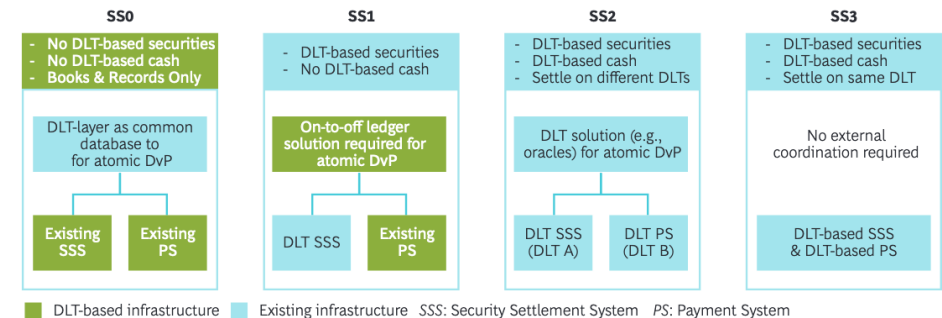 SS0
- No DLT-based securities
- No DLT-based cash
- Books & Records Only
DLT-layer as common
database to
for atomic DvP
Existing
SSS
Existing
PS
SS1
- DLT-based securities
- No DLT-based cash
On-to-off ledger
solution required for
atomic DvP
DLT SSS
Existing
PS
SS2
- DLT-based securities
- DLT-based cash
- Settle on different DLTs
DLT solution (e.g.,
oracles) for atomic DvP
DLT SSS
(DLT A)
DLT PS
(DLT B)
SS3
- DLT-based securities
- DLT-based cash
- Settle on same DLT
No external
coordination required
DLT-based SSS
& DLT-based PS
DLT-based infrastructure
Existing infrastructure
SSS: Security Settlement System
PS: Payment System